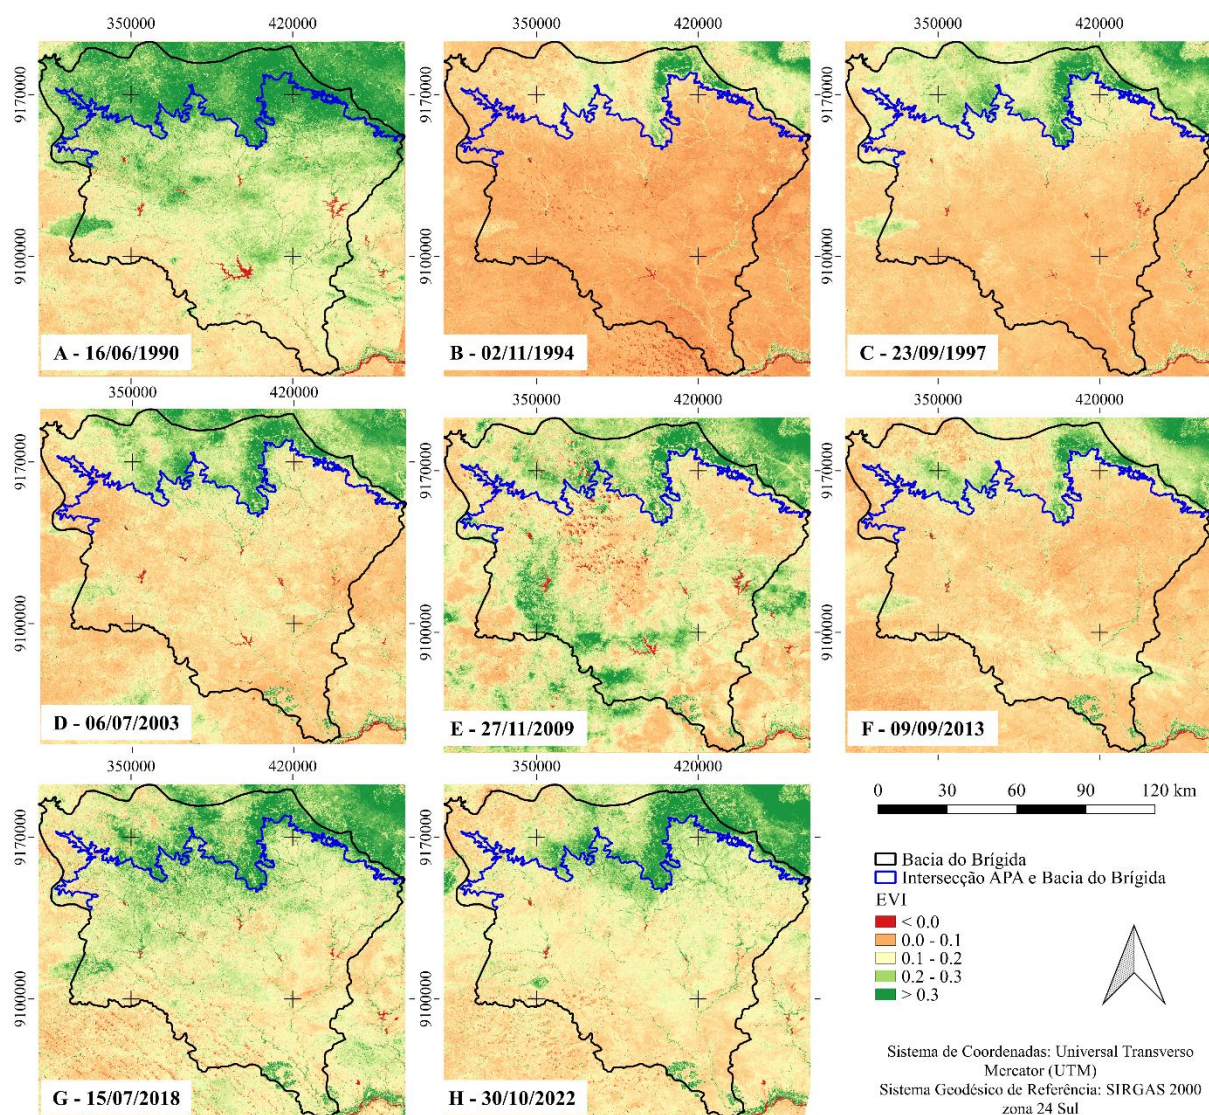 350000 420000 350000 420000 350000 420000
9170000 9170000 9170000
9100000 9100000 9100000
A - 16/06/1990 B - 02/11/1994 C - 23/09/1997
350000 420000 350000 420000 350000 420000
9170000 9170000 9170000
9100000 9100000 9100000
D - 06/07/2003 E - 27/11/2009 F - 09/09/2013
350000 420000 350000 420000
9170000 9170000
9100000 9100000
G - 15/07/2018 H - 30/10/2022
0 30 60 90 120 km
Bacia do Brígida
Intersecção APA e Bacia do Brígida
EVI
< 0.0
0.0 - 0.1
0.1 - 0.2
0.2 - 0.3
> 0.3
Sistema de Coordenadas: Universal Transverso
Mercator (UTM)
Sistema Geodésico de Referência: SIRGAS 2000
zona 24 Sul